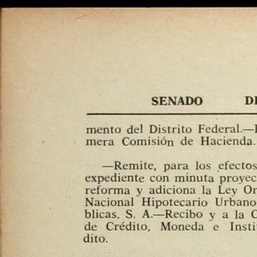 SENADO
mento del Distrito Federal.—
mera Comisión de Hacienda.
—Remite, para los efectos
expediente con minuta proyec
reforma y adiciona la Ley Or
Nacional Hipotecario Urbano
blicas, S. A.—Recibo y a la C
de Crédito, Moneda e Insti
dito.